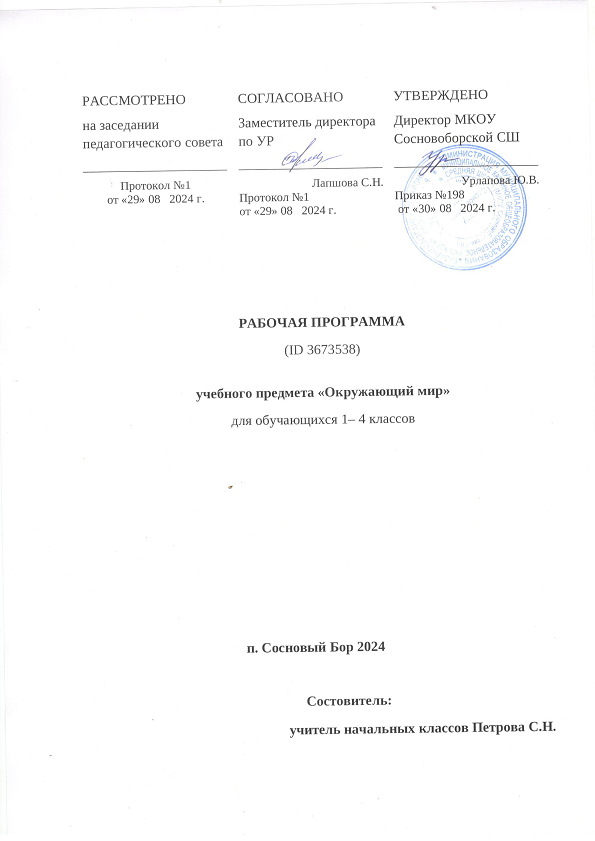 РАССМОТРЕНО
на заседании
педагогического совета
Протокол №1
от «29» 08 2024 г.
СОГЛАСОВАНО
Заместитель директора
по УР
Лапшова С.Н.
Протокол №1
от «29» 08 2024 г.
УТВЕРЖДЕНО
Директор МКОУ
Сосновоборской СШ
Урлапова Ю.В.
Приказ №198
от «30» 08 2024 г.
РАБОЧАЯ ПРОГРАММА
(ID 3673538)
учебного предмета «Окружающий мир»
для обучающихся 1– 4 классов
п. Сосновый Бор 2024
Состовитель:
учитель начальных классов Петрова С.Н.